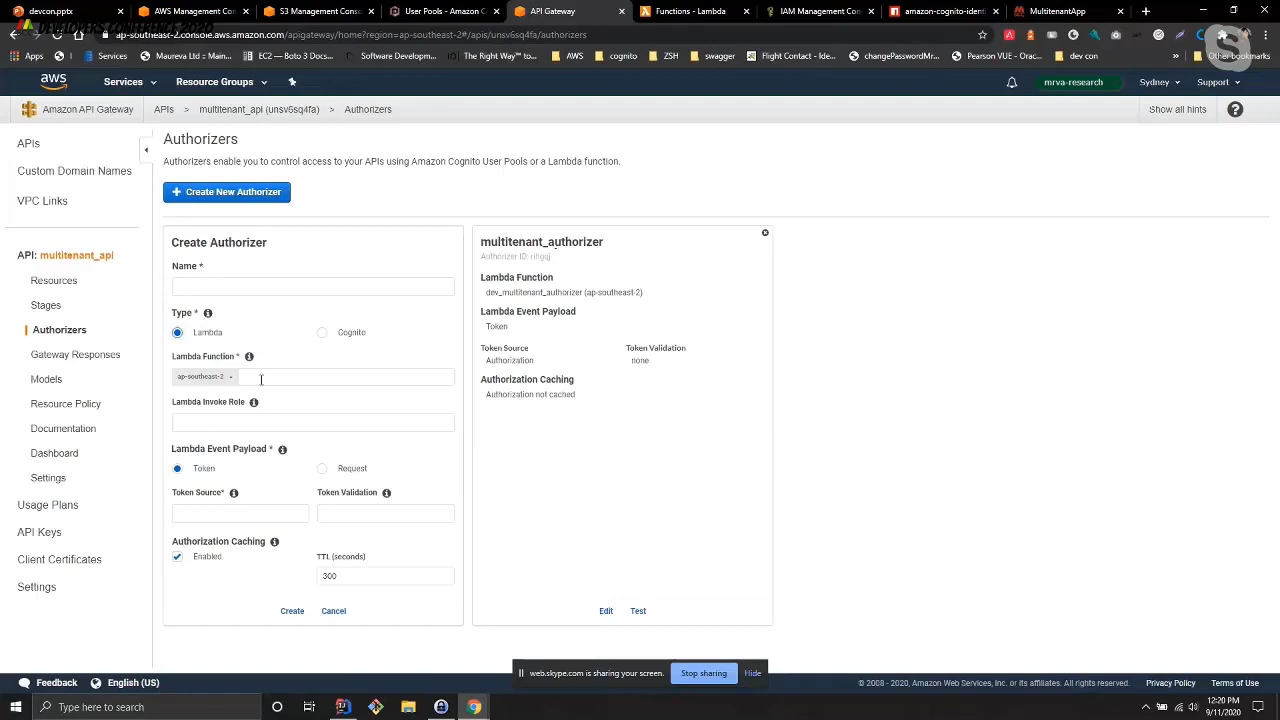 devcon
AWS Management Con
S3 Management Cons
User Pools - Amazon C
API Gateway
Functions - Lambda
IAM Management Con
amazon-cognito-identi
MultitenantApp
DEVELOPERS CONFERENCE 2020
ap-southeast-2.console.aws.amazon.com/apigateway/home?region=ap-southeast-2#/apis/unsv6sq4fa/authorizers
Apps
Services
Maureva Ltd :: Main...
EC2 — Boto 3 Docs...
Software Developm...
The Right Way™ to...
AWS
cognito
ZSH
swagger
Flight Contact - Ide...
changePasswordMr...
Pearson VUE - Orac...
dev con
Other bookmarks
aws
Services
Resource Groups
mrva-research
Sydney
Support
Amazon API Gateway
APIs > multitenant_api (unsv6sq4fa) > Authorizers
Show all hints
APIs
Custom Domain Names
VPC Links
API: multitenant_api
Resources
Stages
Authorizers
Gateway Responses
Models
Resource Policy
Documentation
Dashboard
Settings
Usage Plans
API Keys
Client Certificates
Settings
Authorizers
Authorizers enable you to control access to your APIs using Amazon Cognito User Pools or a Lambda function.
+ Create New Authorizer
Create Authorizer
Name *
Type *
Lambda
Cognito
Lambda Function *
ap-southeast-2
Lambda Invoke Role
Lambda Event Payload *
Token
Request
Token Source*
Token Validation
Authorization Caching
Enabled
TTL (seconds)
300
Create
Cancel
multitenant_authorizer
Authorizer ID: rihgqj
Lambda Function
dev_multitenant_authorizer (ap-southeast-2)
Lambda Event Payload
Token
Token Source
Token Validation
Authorization
none
Authorization Caching
Authorization not cached
Edit
Test
web.skype.com is sharing your screen.
Stop sharing
Hide
Feedback
English (US)
© 2008 - 2020, Amazon Web Services, Inc. or its affiliates. All rights reserved.
Privacy Policy
Terms of Use
Type here to search
12:20 PM
9/11/2020